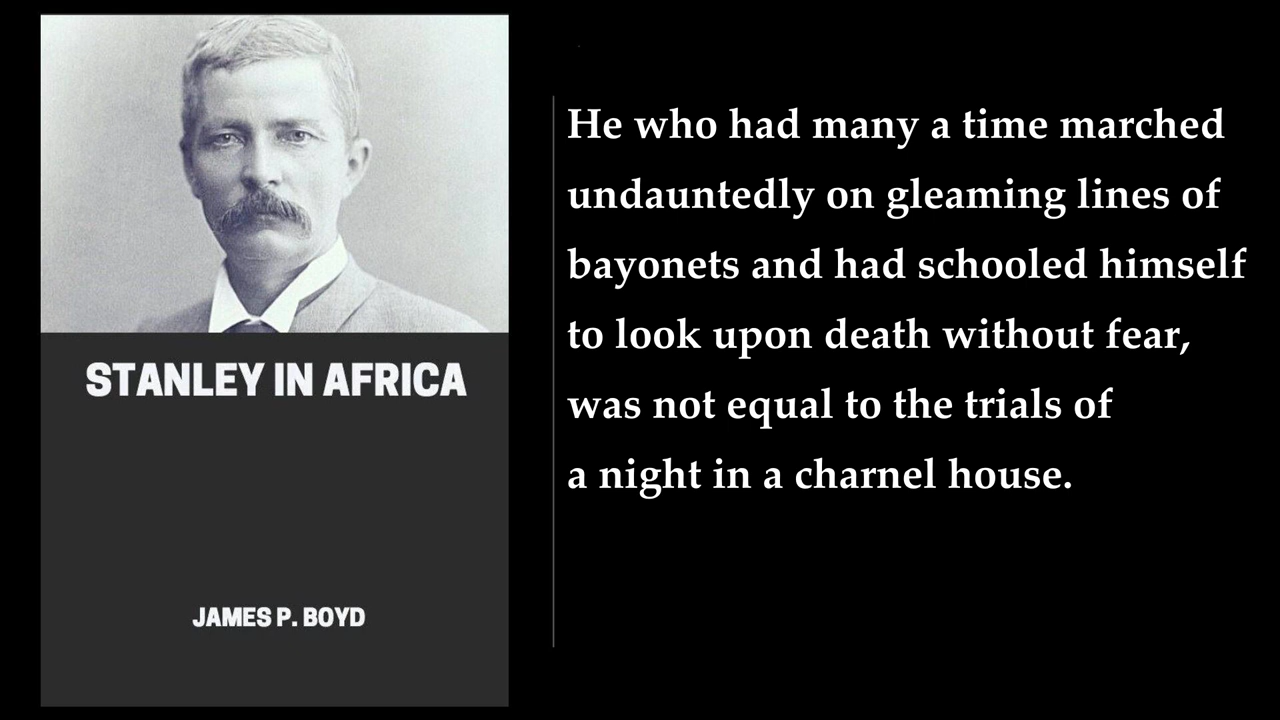 STANLEY IN AFRICA
JAMES P. BOYD
He who had many a time marched
undauntedly on gleaming lines of
bayonets and had schooled himself
to look upon death without fear,
was not equal to the trials of
a night in a charnel house.